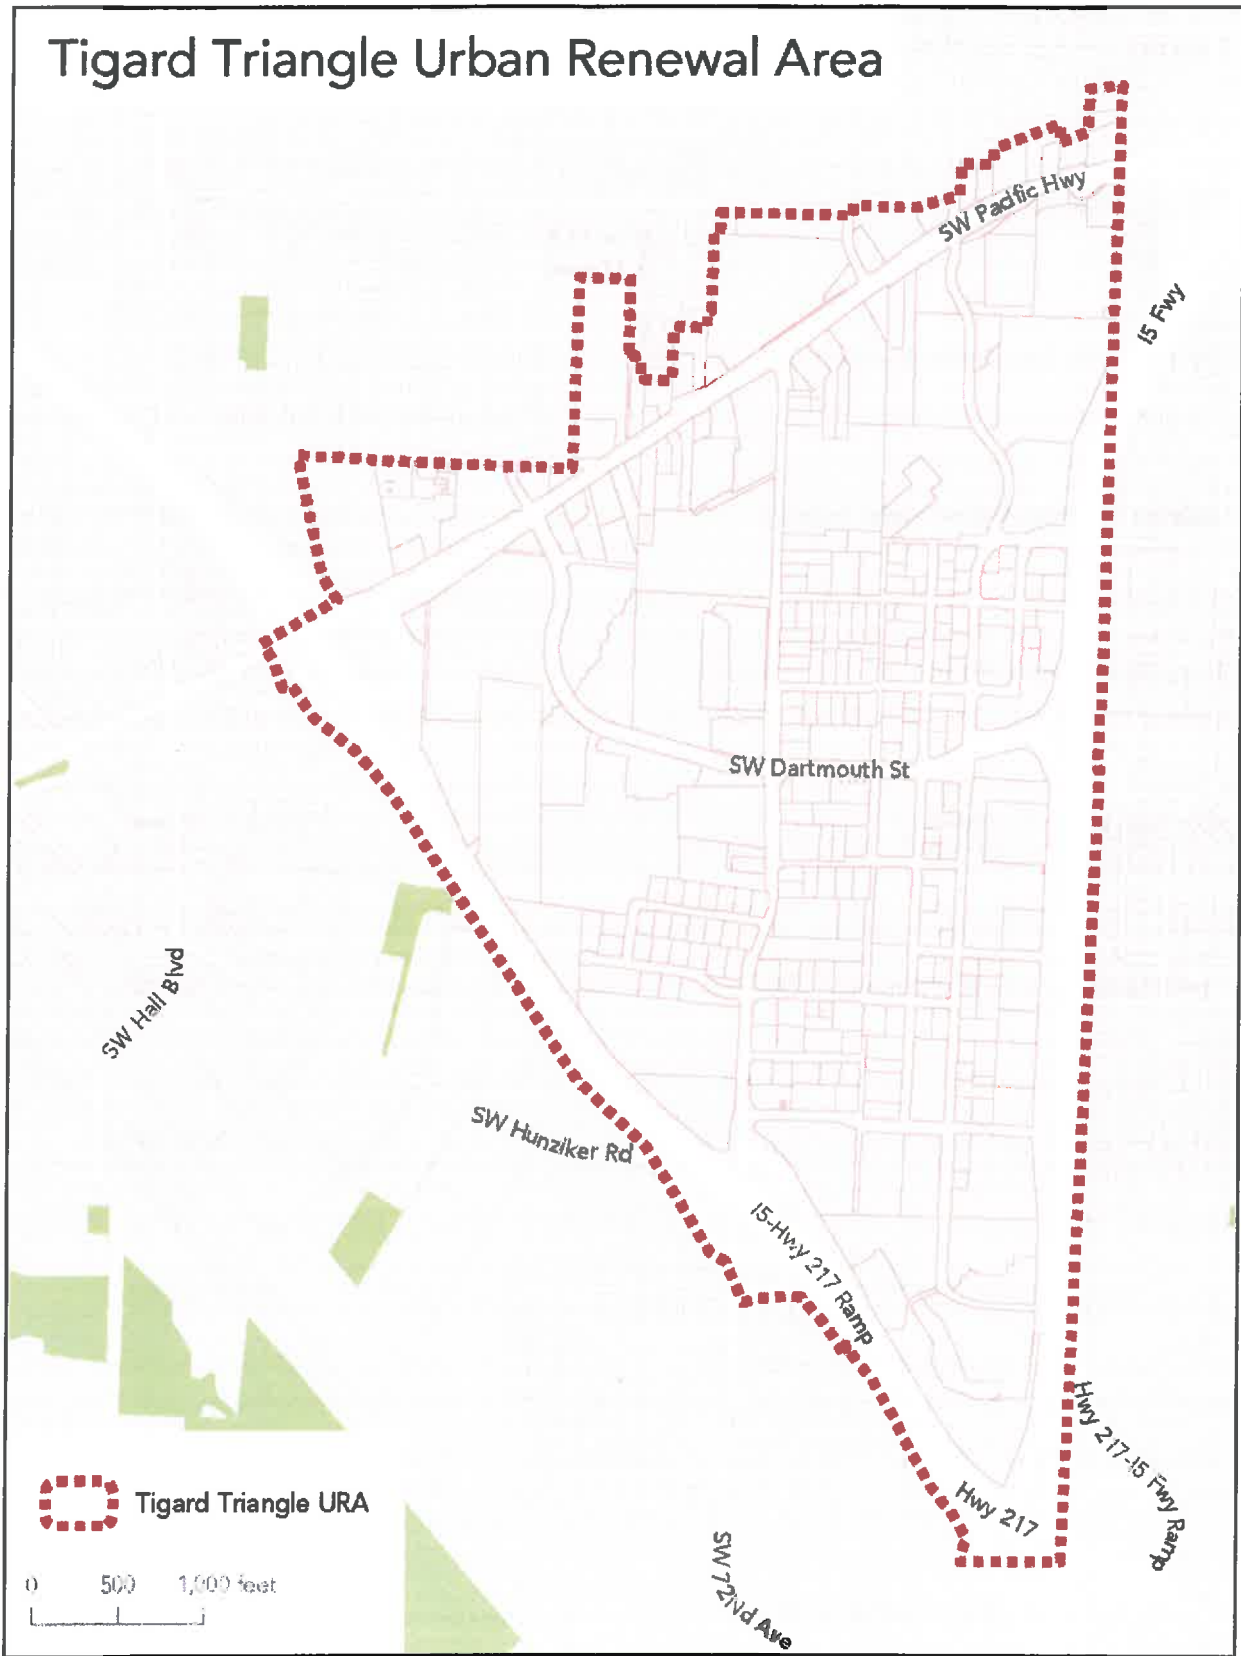 Tigard Triangle Urban Renewal Area
SW Pacific Hwy
I5 Fwy
SW Dartmouth St
SW Hall Blvd
SW Hunziker Rd
I5-Hwy 217 Ramp
Hwy 217-I5 Fwy Ramp
Hwy 217
Tigard Triangle URA
SW 72Nd Ave
0 500 1,000 feet